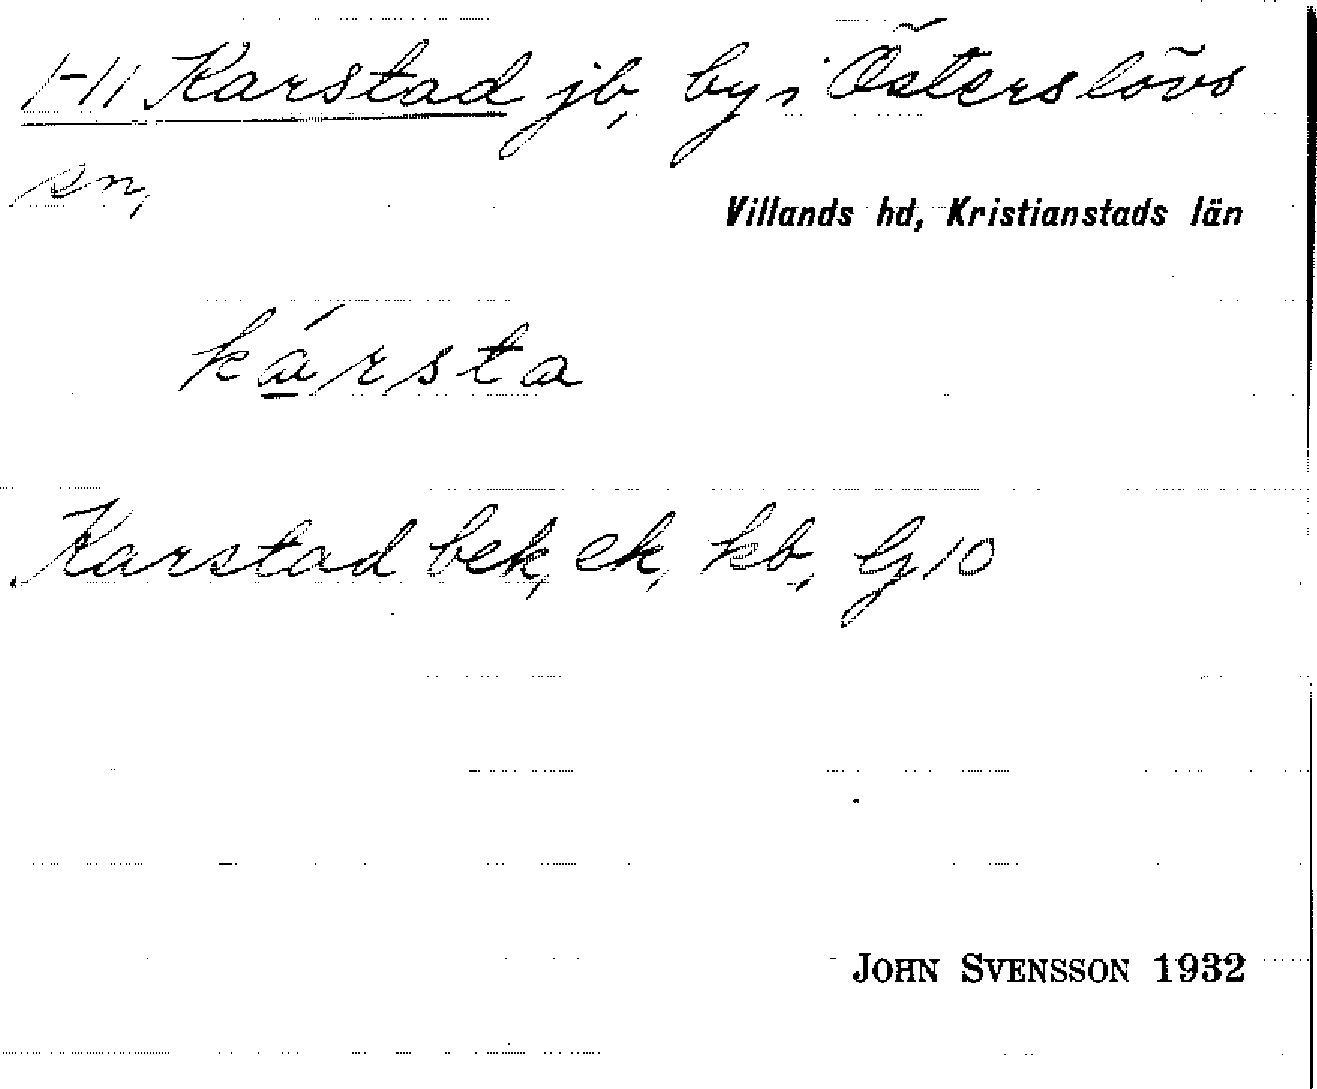 1-11 Karstad jb, by i Österslövs
sn,
Villands hd, Kristianstads län
kársta
Karstad bek, ek, kb, G 10
JOHN SVENSSON 1932